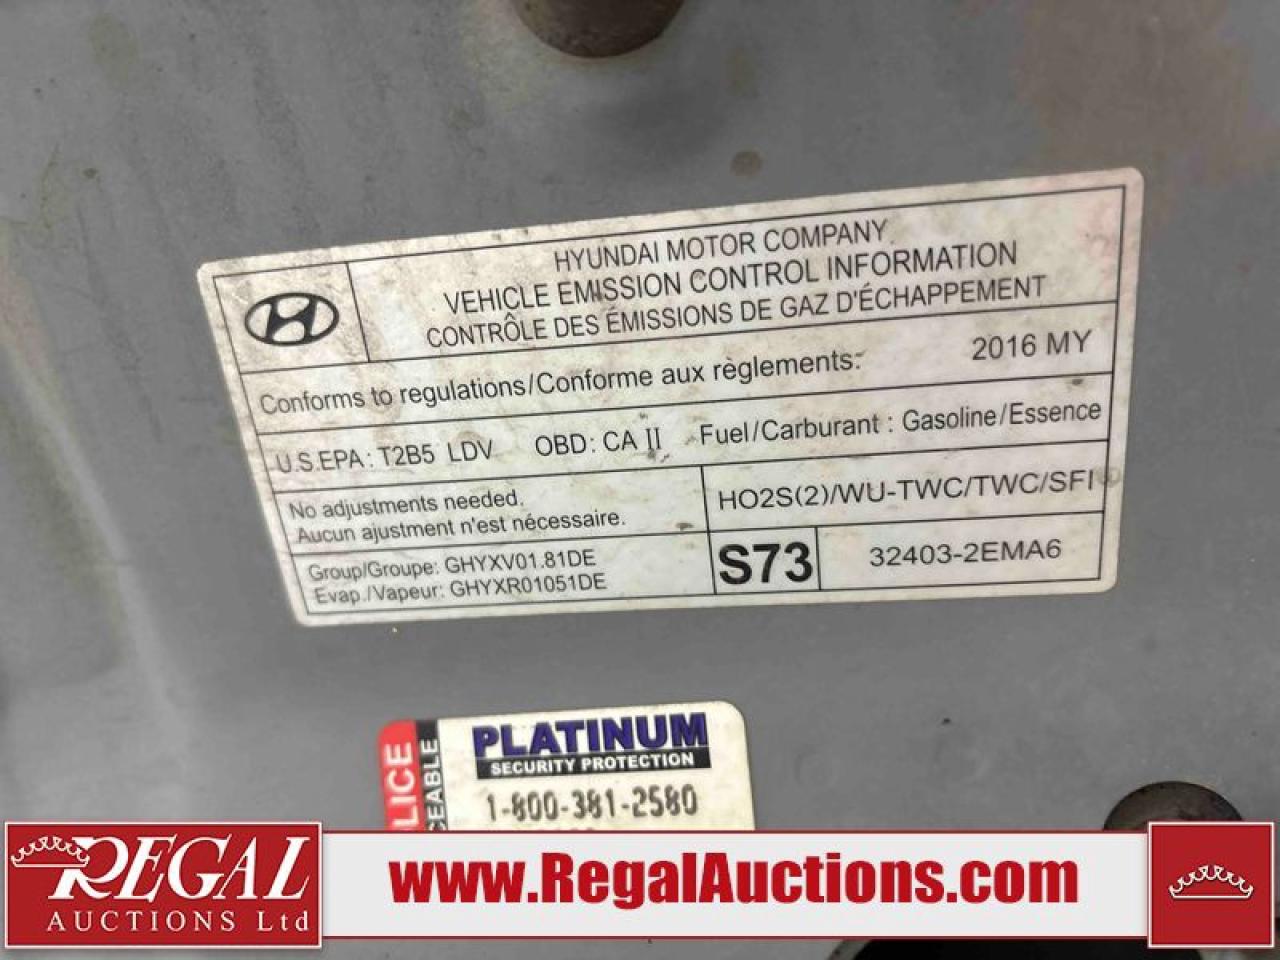 HYUNDAI MOTOR COMPANY
VEHICLE EMISSION CONTROL INFORMATION
CONTRÔLE DES ÉMISSIONS DE GAZ D'ÉCHAPPEMENT
Conforms to regulations/Conforme aux règlements: 2016 MY
U.S.EPA: T2B5 LDV OBD: CA II Fuel/Carburant : Gasoline/Essence
No adjustments needed.
Aucun ajustment n'est nécessaire.
HO2S(2)/WU-TWC/TWC/SFI
Group/Groupe: GHYXV01.81DE
Evap./Vapeur: GHYXR01051DE
S73
32403-2EMA6
LICE
CEABLE
PLATINUM
SECURITY PROTECTION
1-800-381-2580
REGAL
AUCTIONS Ltd
www.RegalAuctions.com